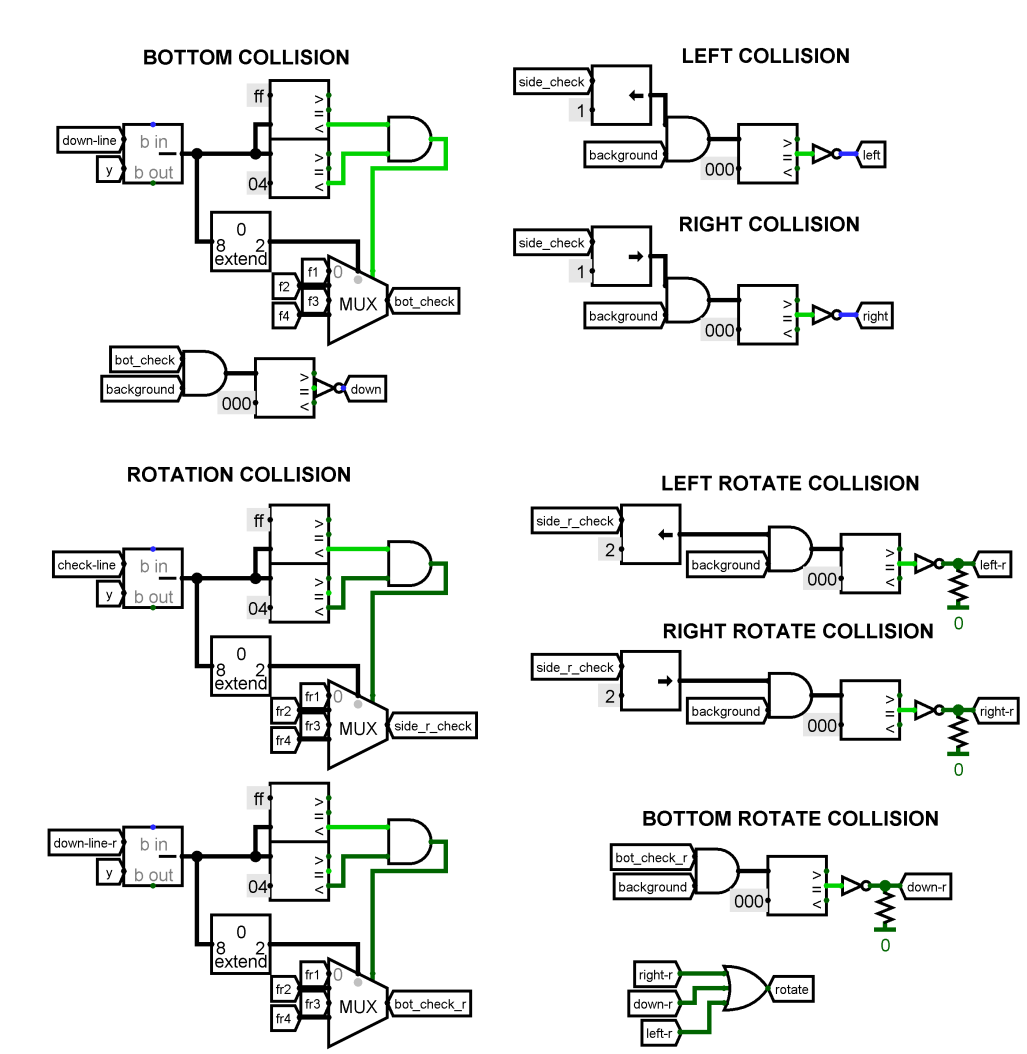 BOTTOM COLLISION
ff
>
=
<
down-line
y
b in
b out
>
=
<
04
0
8 2
extend
f1
f2
f3
f4
0
MUX
bot_check
bot_check
background
000
>
=
<
down
LEFT COLLISION
side_check
1
background
000
>
=
<
left
RIGHT COLLISION
side_check
1
background
000
>
=
<
right
ROTATION COLLISION
ff
>
=
<
check-line
y
b in
b out
>
=
<
04
0
8 2
extend
fr1
fr2
fr3
fr4
0
MUX
side_r_check
ff
>
=
<
down-line-r
y
b in
b out
>
=
<
04
0
8 2
extend
fr1
fr2
fr3
fr4
0
MUX
bot_check_r
LEFT ROTATE COLLISION
side_r_check
2
background
000
>
=
<
left-r
0
RIGHT ROTATE COLLISION
side_r_check
2
background
000
>
=
<
right-r
0
BOTTOM ROTATE COLLISION
bot_check_r
background
000
>
=
<
down-r
0
right-r
down-r
left-r
rotate